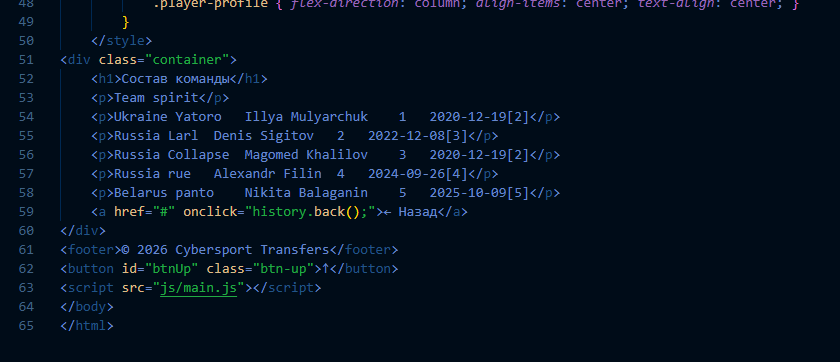 48 .player-profile { flex-direction: column; align-items: center; text-align: center; }
49 }
50 </style>
51 <div class="container">
52 <h1>Состав команды</h1>
53 <p>Team spirit</p>
54 <p>Ukraine Yatoro   Illya Mulyarchuk    1   2020-12-19[2]</p>
55 <p>Russia Larl  Denis Sigitov   2   2022-12-08[3]</p>
56 <p>Russia Collapse  Magomed Khalilov    3   2020-12-19[2]</p>
57 <p>Russia rue   Alexandr Filin  4   2024-09-26[4]</p>
58 <p>Belarus panto    Nikita Balaganin    5   2025-10-09[5]</p>
59 <a href="#" onclick="history.back();">← Назад</a>
60 </div>
61 <footer>© 2026 Cybersport Transfers</footer>
62 <button id="btnUp" class="btn-up">↑</button>
63 <script src="js/main.js"></script>
64 </body>
65 </html>